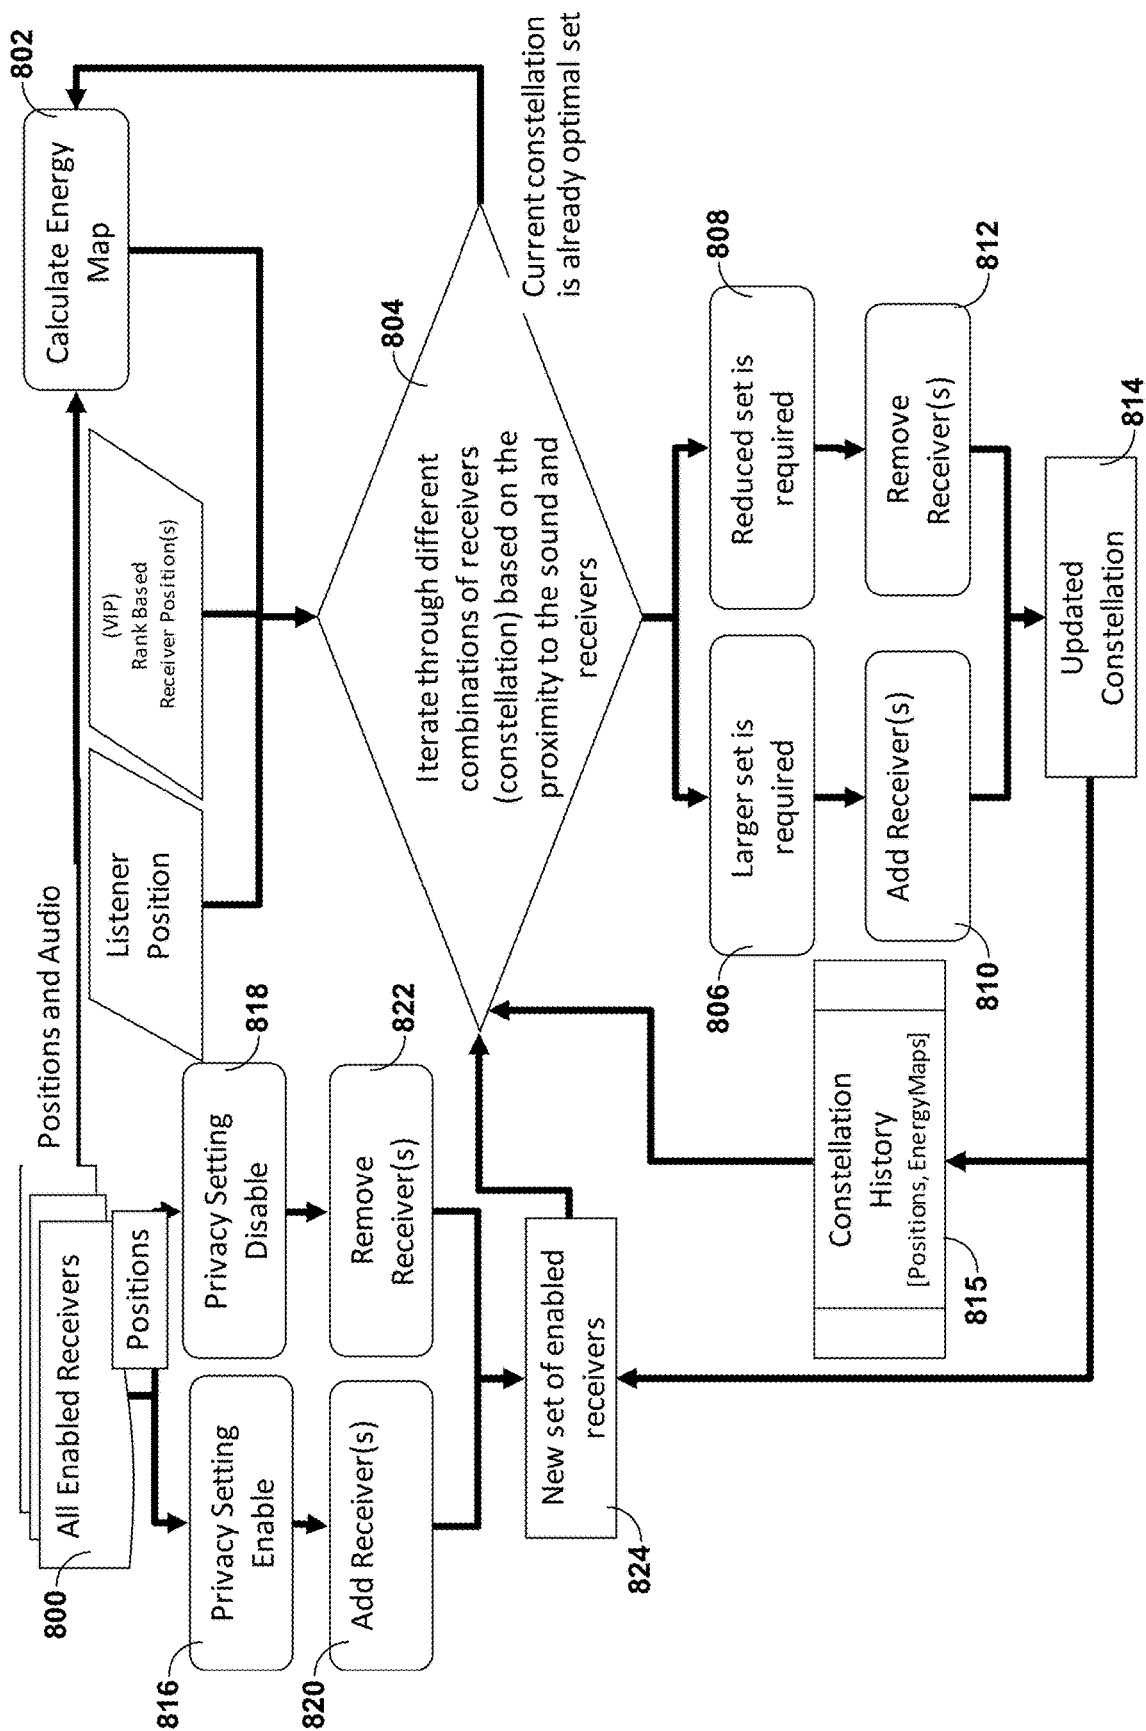 800
All Enabled Receivers
Positions
Positions and Audio
802
Calculate Energy
Map
Listener
Position
(VIP)
Rank Based
Receiver Position(s)
816
Privacy Setting
Enable
818
Privacy Setting
Disable
820
Add Receiver(s)
822
Remove
Receiver(s)
824
New set of enabled
receivers
804
Iterate through different
combinations of receivers
(constellation) based on the
proximity to the sound and
receivers
Current constellation
is already optimal set
806
Larger set is
required
808
Reduced set is
required
810
Add Receiver(s)
812
Remove
Receiver(s)
815
Constellation
History
[Positions, EnergyMaps]
814
Updated
Constellation